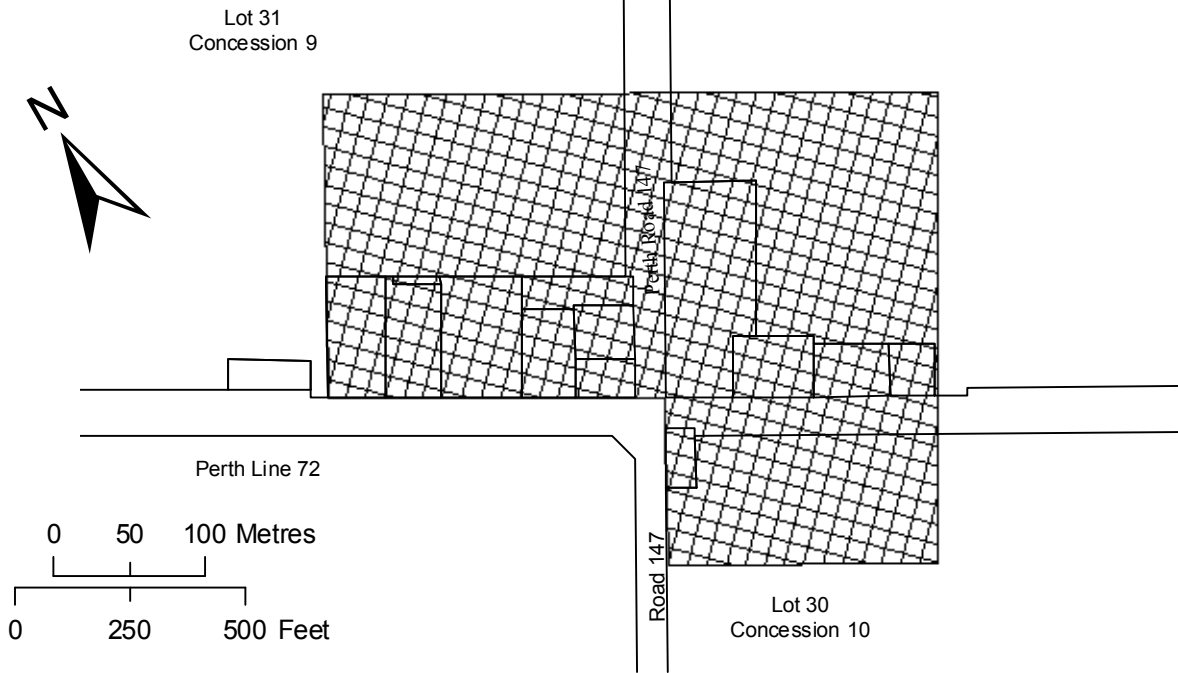 Lot 31
Concession 9
N
Perth Road 147
Perth Line 72
0 50 100 Metres
0 250 500 Feet
Road 147
Lot 30
Concession 10